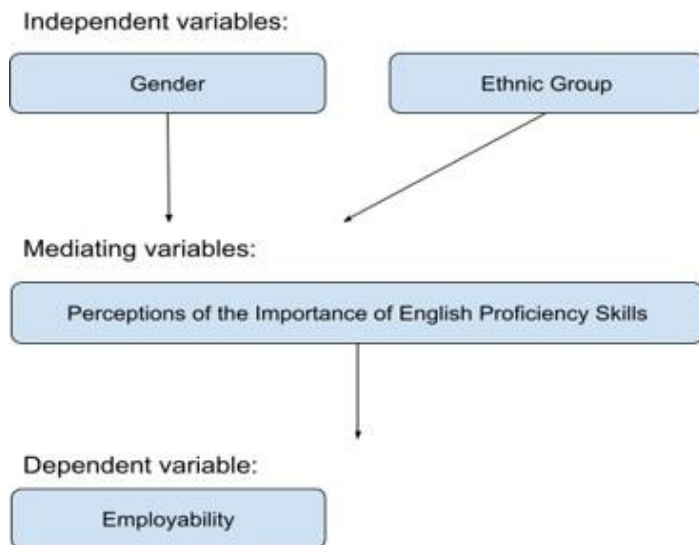 Independent variables:
Gender
Ethnic Group
Mediating variables:
Perceptions of the Importance of English Proficiency Skills
Dependent variable:
Employability